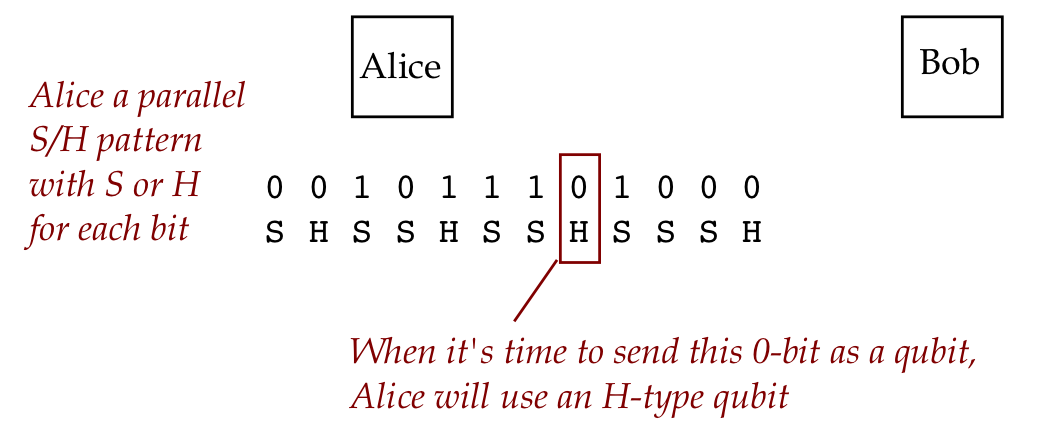 Alice
Bob
Alice a parallel
S/H pattern
with S or H
for each bit
0 0 1 0 1 1 1 0 1 0 0 0
S H S S H S S H S S S H
When it's time to send this 0-bit as a qubit,
Alice will use an H-type qubit